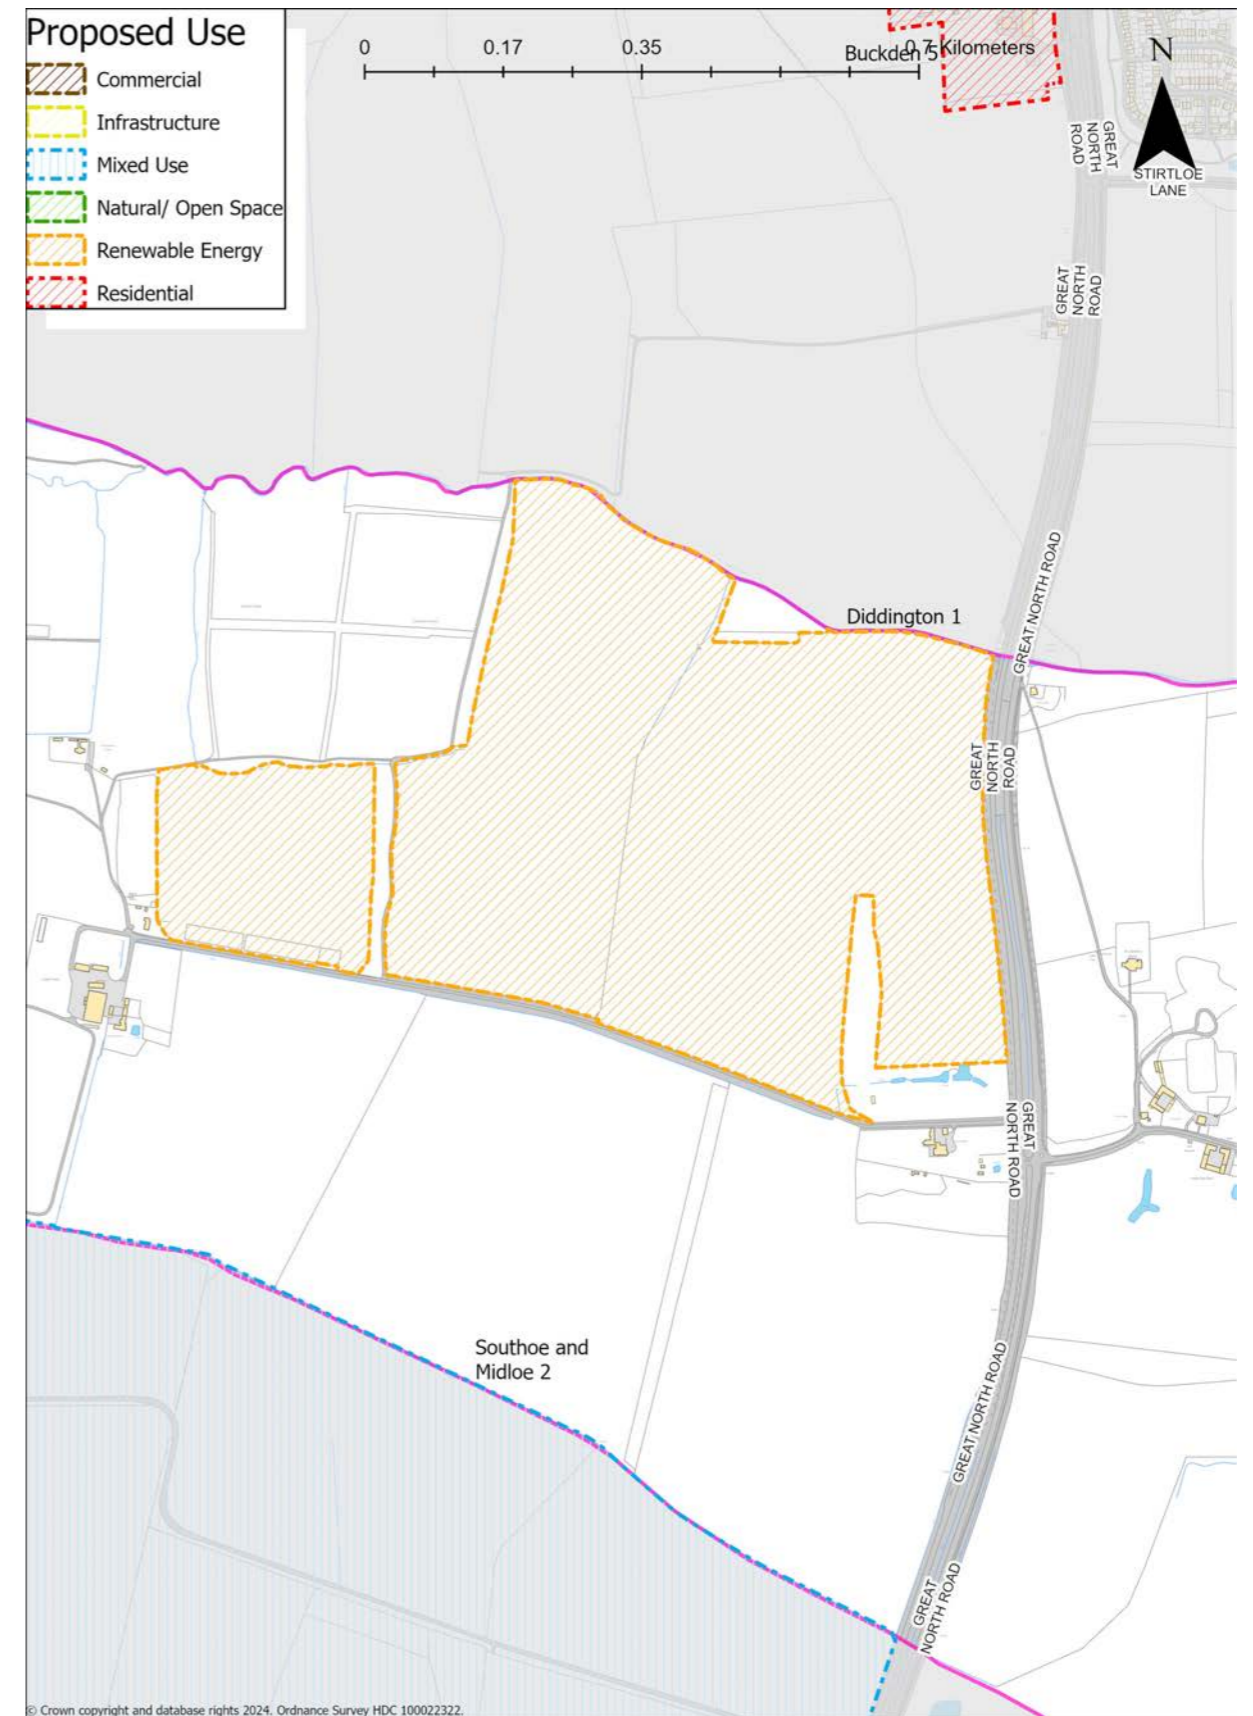 Proposed Use
Commercial
Infrastructure
Mixed Use
Natural/ Open Space
Renewable Energy
Residential
0 0.17 0.35 0.7 Kilometers
Buckden 5
N
GREAT
NORTH
ROAD
STIRTLOE
LANE
GREAT
NORTH
ROAD
GREAT NORTH ROAD
Diddington 1
GREAT
NORTH
ROAD
GREAT
NORTH ROAD
Southoe and
Midloe 2
GREAT NORTH ROAD
GREAT
NORTH ROAD
© Crown copyright and database rights 2024. Ordnance Survey HDC 100022322.